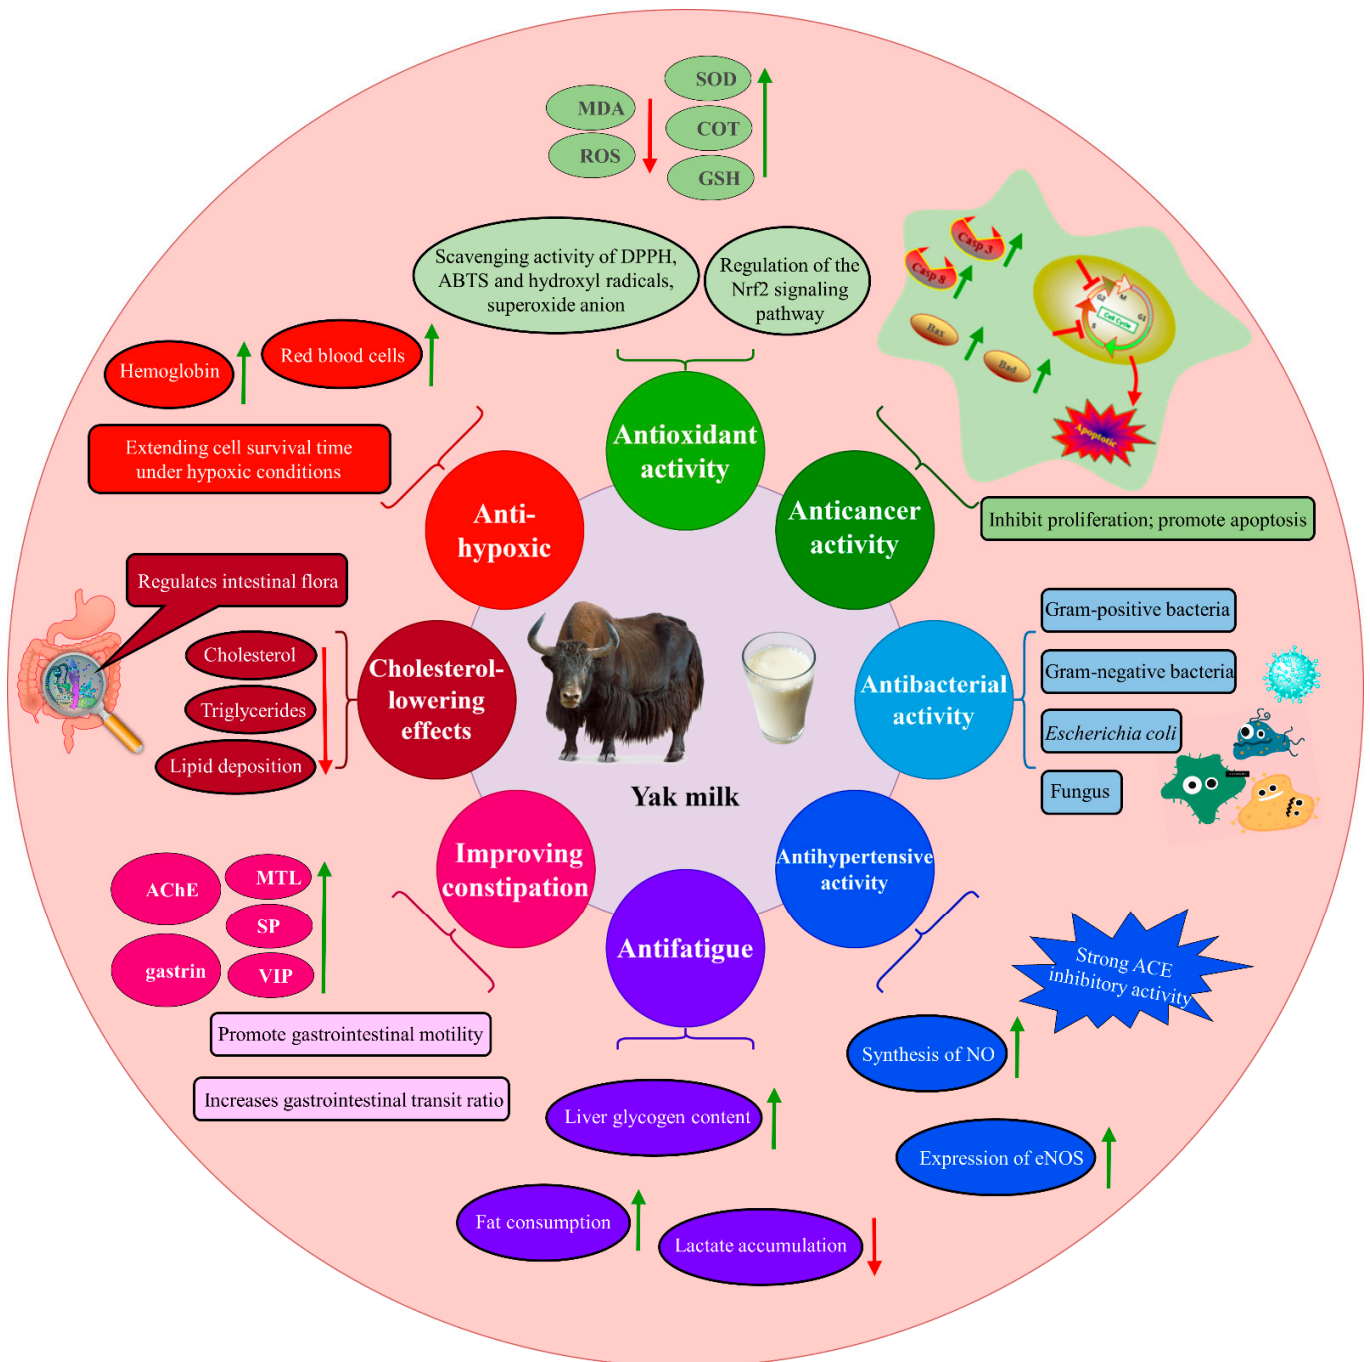 MDA
ROS
SOD
COT
GSH
Scavenging activity of DPPH,
ABTS and hydroxyl radicals,
superoxide anion
Regulation of the
Nrf2 signaling
pathway
Casp 3
Casp 8
Bax
Bad
G2
M
G1
S
Cell Cycle
Apoptotic
Inhibit proliferation; promote apoptosis
Hemoglobin
Red blood cells
Extending cell survival time
under hypoxic conditions
Antioxidant
activity
Anticancer
activity
Anti-
hypoxic
Regulates intestinal flora
Cholesterol
Triglycerides
Lipid deposition
Cholesterol-
lowering
effects
Antibacterial
activity
Gram-positive bacteria
Gram-negative bacteria
Escherichia coli
Fungus
Yak milk
Improving
constipation
Antihypertensive
activity
Antifatigue
AChE
gastrin
MTL
SP
VIP
Promote gastrointestinal motility
Increases gastrointestinal transit ratio
Strong ACE
inhibitory activity
Synthesis of NO
Expression of eNOS
Liver glycogen content
Fat consumption
Lactate accumulation